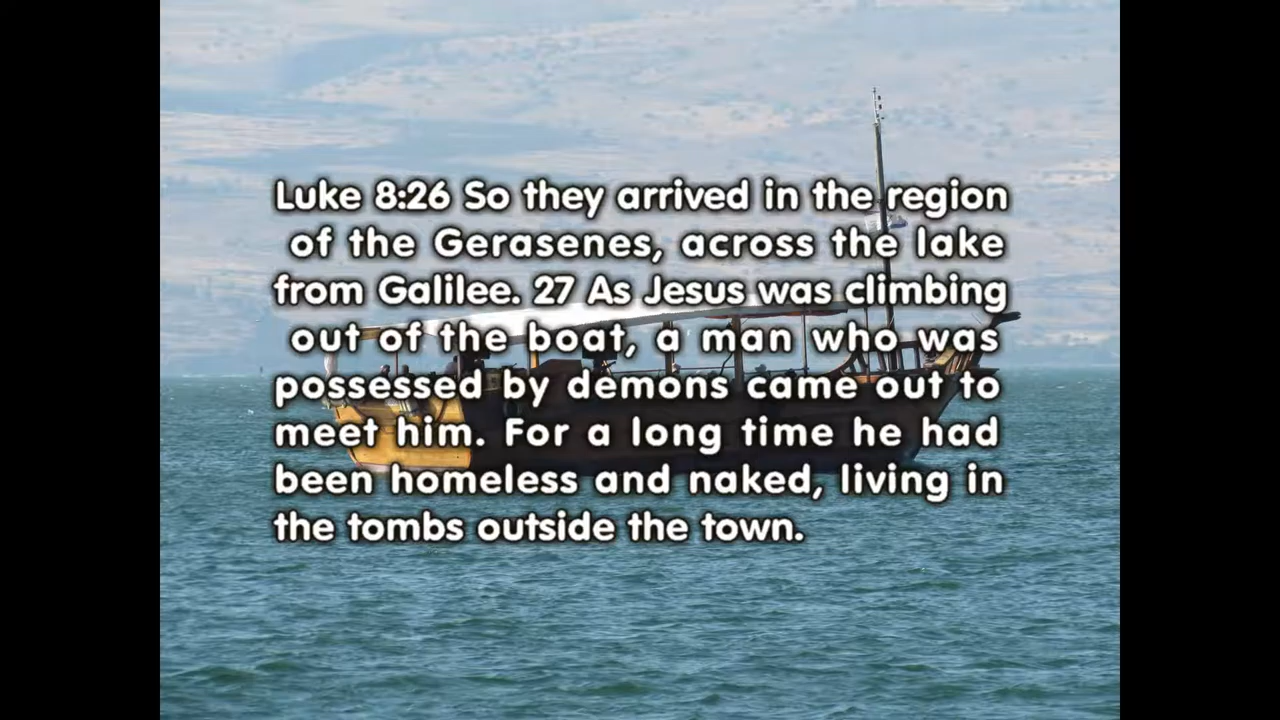 Luke 8:26 So they arrived in the region
of the Gerasenes, across the lake
from Galilee. 27 As Jesus was climbing
out of the boat, a man who was
possessed by demons came out to
meet him. For a long time he had
been homeless and naked, living in
the tombs outside the town.